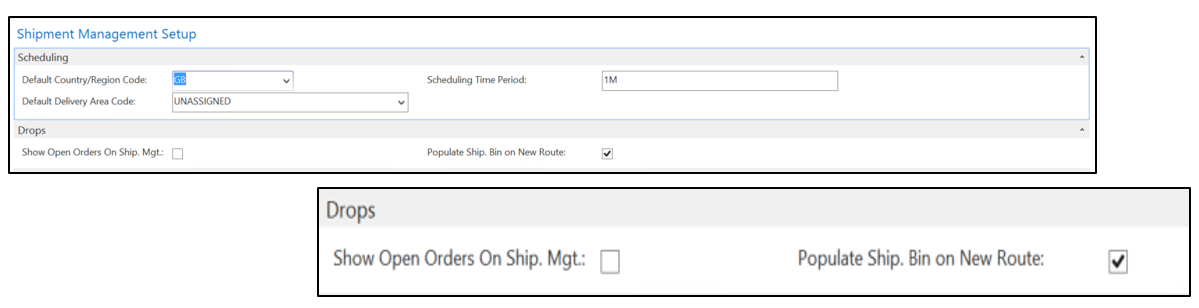 Shipment Management Setup
Scheduling
Default Country/Region Code: GB Scheduling Time Period: 1M
Default Delivery Area Code: UNASSIGNED
Drops
Show Open Orders On Ship. Mgt.: Populate Ship. Bin on New Route:
Drops
Show Open Orders On Ship. Mgt.: Populate Ship. Bin on New Route: